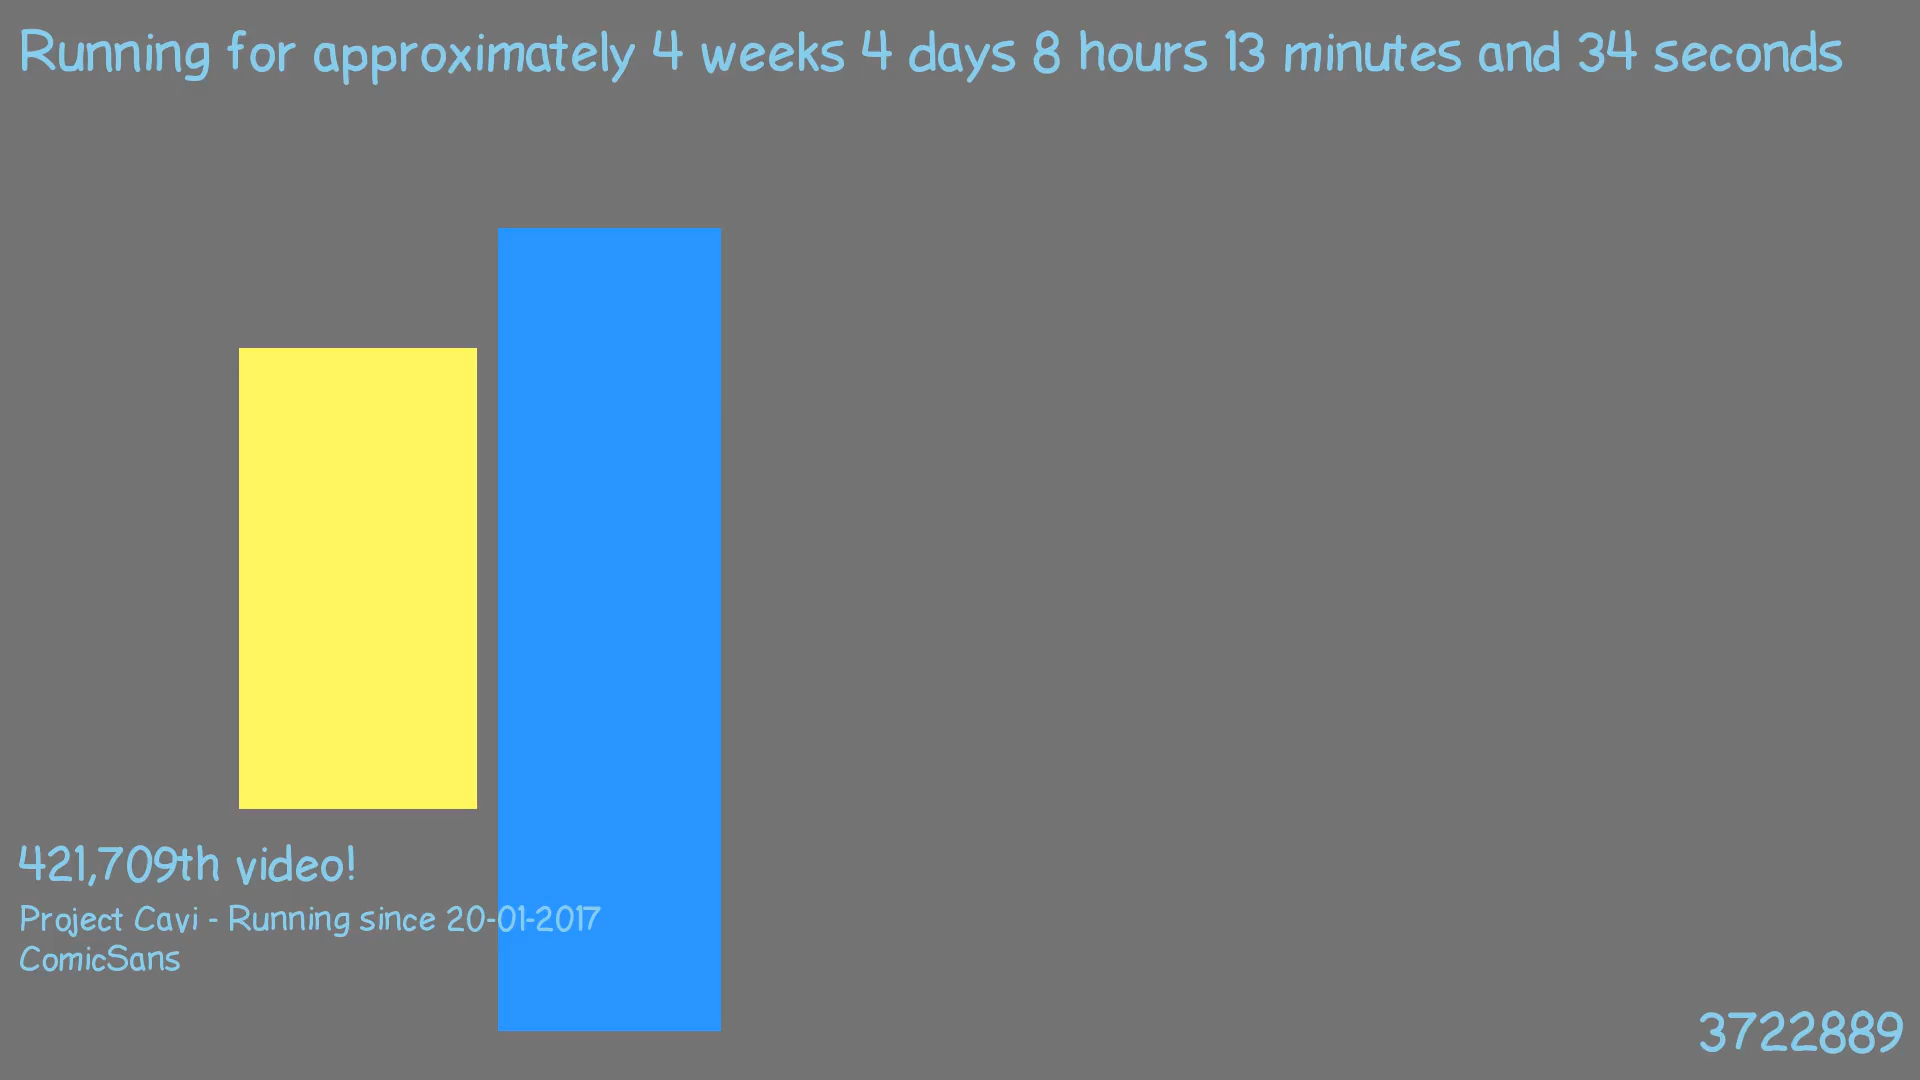 Running for approximately 4 weeks 4 days 8 hours 13 minutes and 34 seconds
421,709th video!
Project Cavi - Running since 20-01-2017
ComicSans
3722889